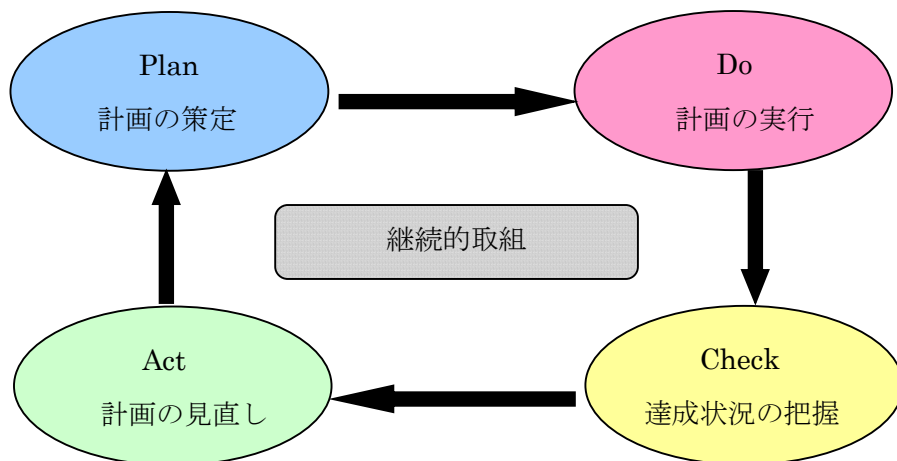 Plan
計画の策定
Do
計画の実行
継続的取組
Act
計画の見直し
Check
達成状況の把握